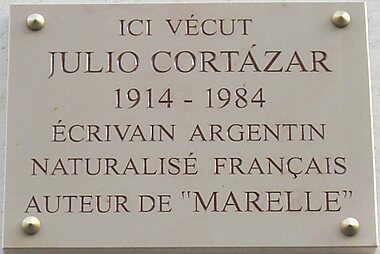 ICI VÉCUT
JULIO CORTÁZAR
1914 - 1984
ÉCRIVAIN ARGENTIN
NATURALISÉ FRANÇAIS
AUTEUR DE "MARELLE"